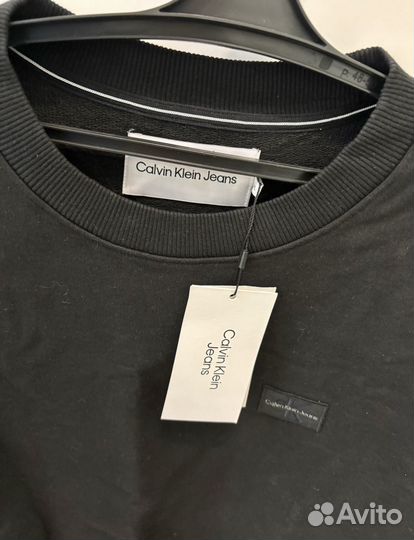 P 48-
Calvin Klein Jeans
Calvin Klein
Jeans
Calvin Klein Jeans
Avito